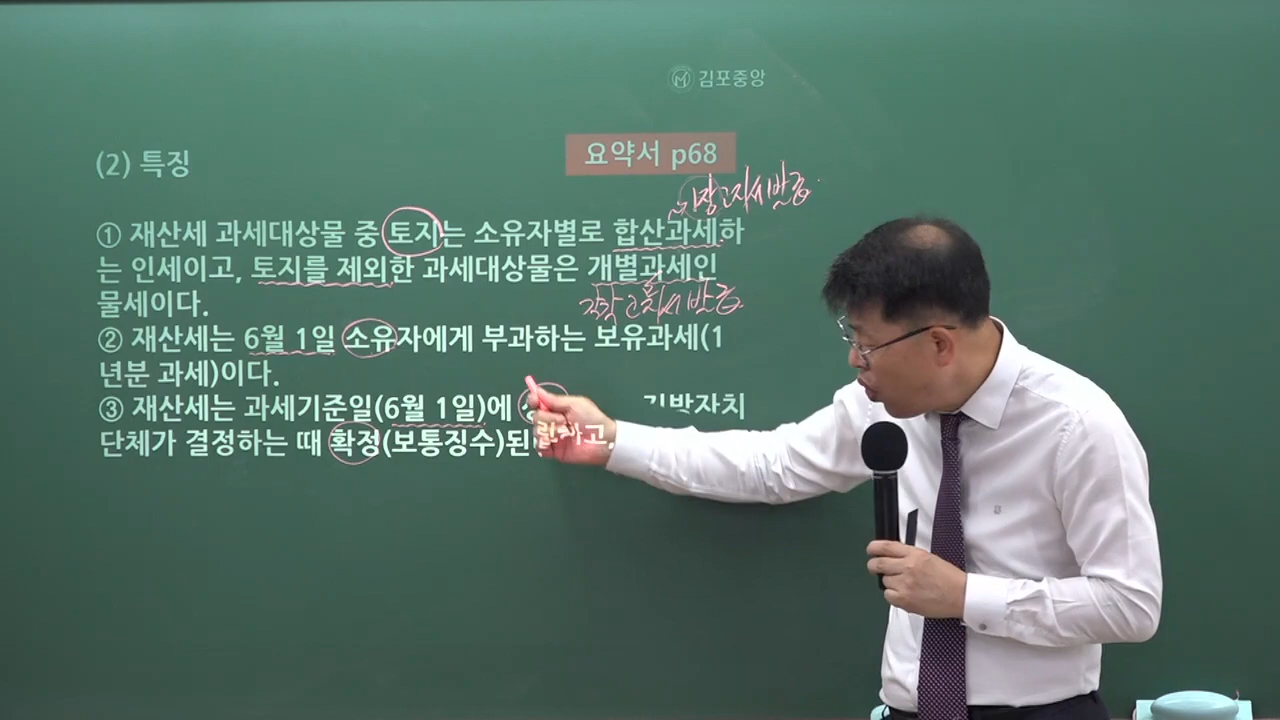 김포중앙
(2) 특징
요약서 p68
① 재산세 과세대상물 중 토지는 소유자별로 합산과세하
는 인세이고, 토지를 제외한 과세대상물은 개별과세인
물세이다.
② 재산세는 6월 1일 소유자에게 부과하는 보유과세(1
년분 과세)이다.
③ 재산세는 과세기준일(6월 1일)에
단체가 결정하는 때 확정(보통징수)된